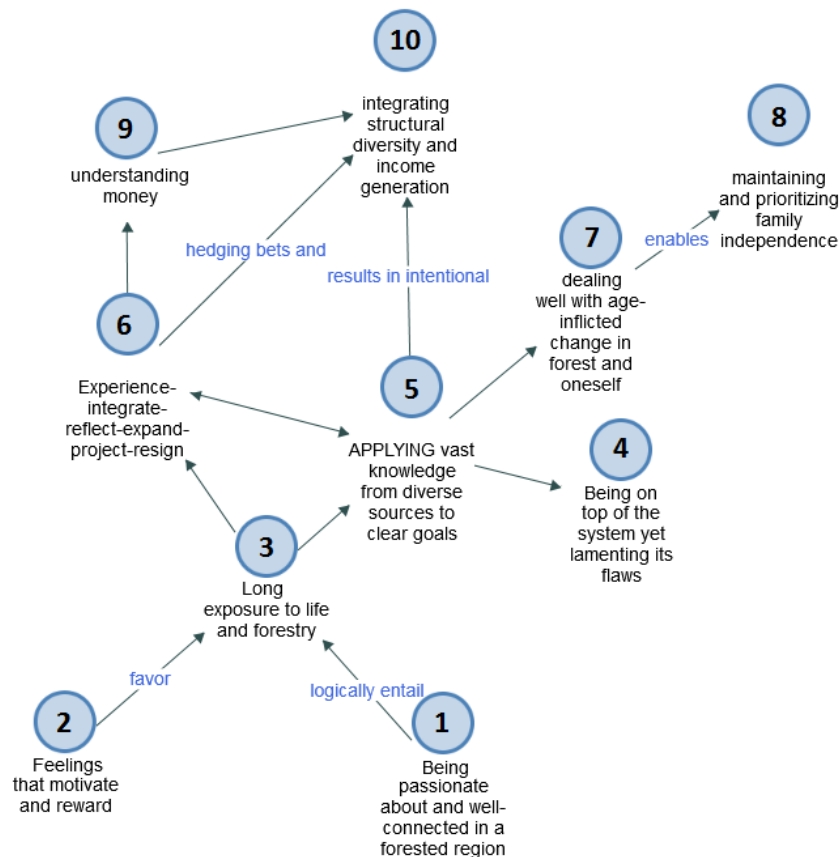 10
integrating
structural
diversity and
income
generation
9
understanding
money
8
maintaining
and prioritizing
family
independence
hedging bets and
results in intentional
7
enables
dealing
well with age-
inflicted
change in
forest and
oneself
6
Experience-
integrate-
reflect-expand-
project-resign
5
APPLYING vast
knowledge
from diverse
sources to
clear goals
4
Being on
top of the
system yet
lamenting its
flaws
3
Long
exposure to life
and forestry
favor
logically entail
2
Feelings
that motivate
and reward
1
Being
passionate
about and well-
connected in a
forested region